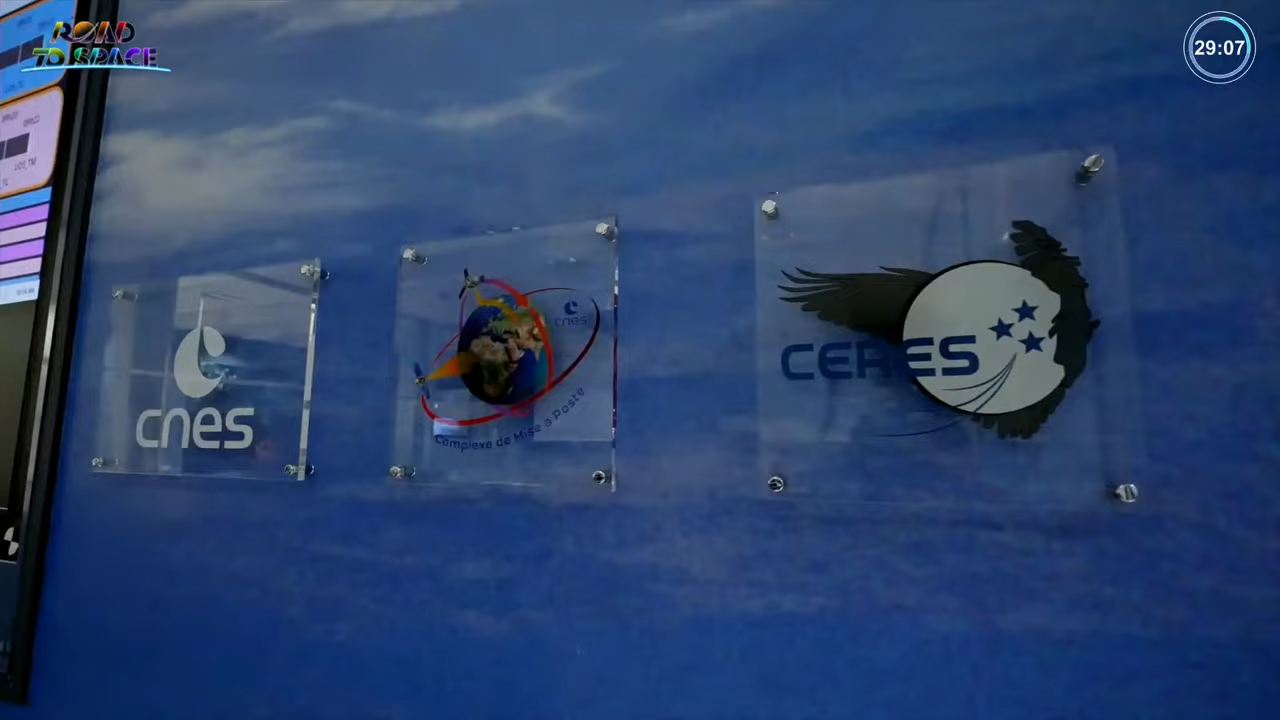 ROAD
TO SPACE
29:07
cnes
cnes
Complexe de Mise à Poste
CERES